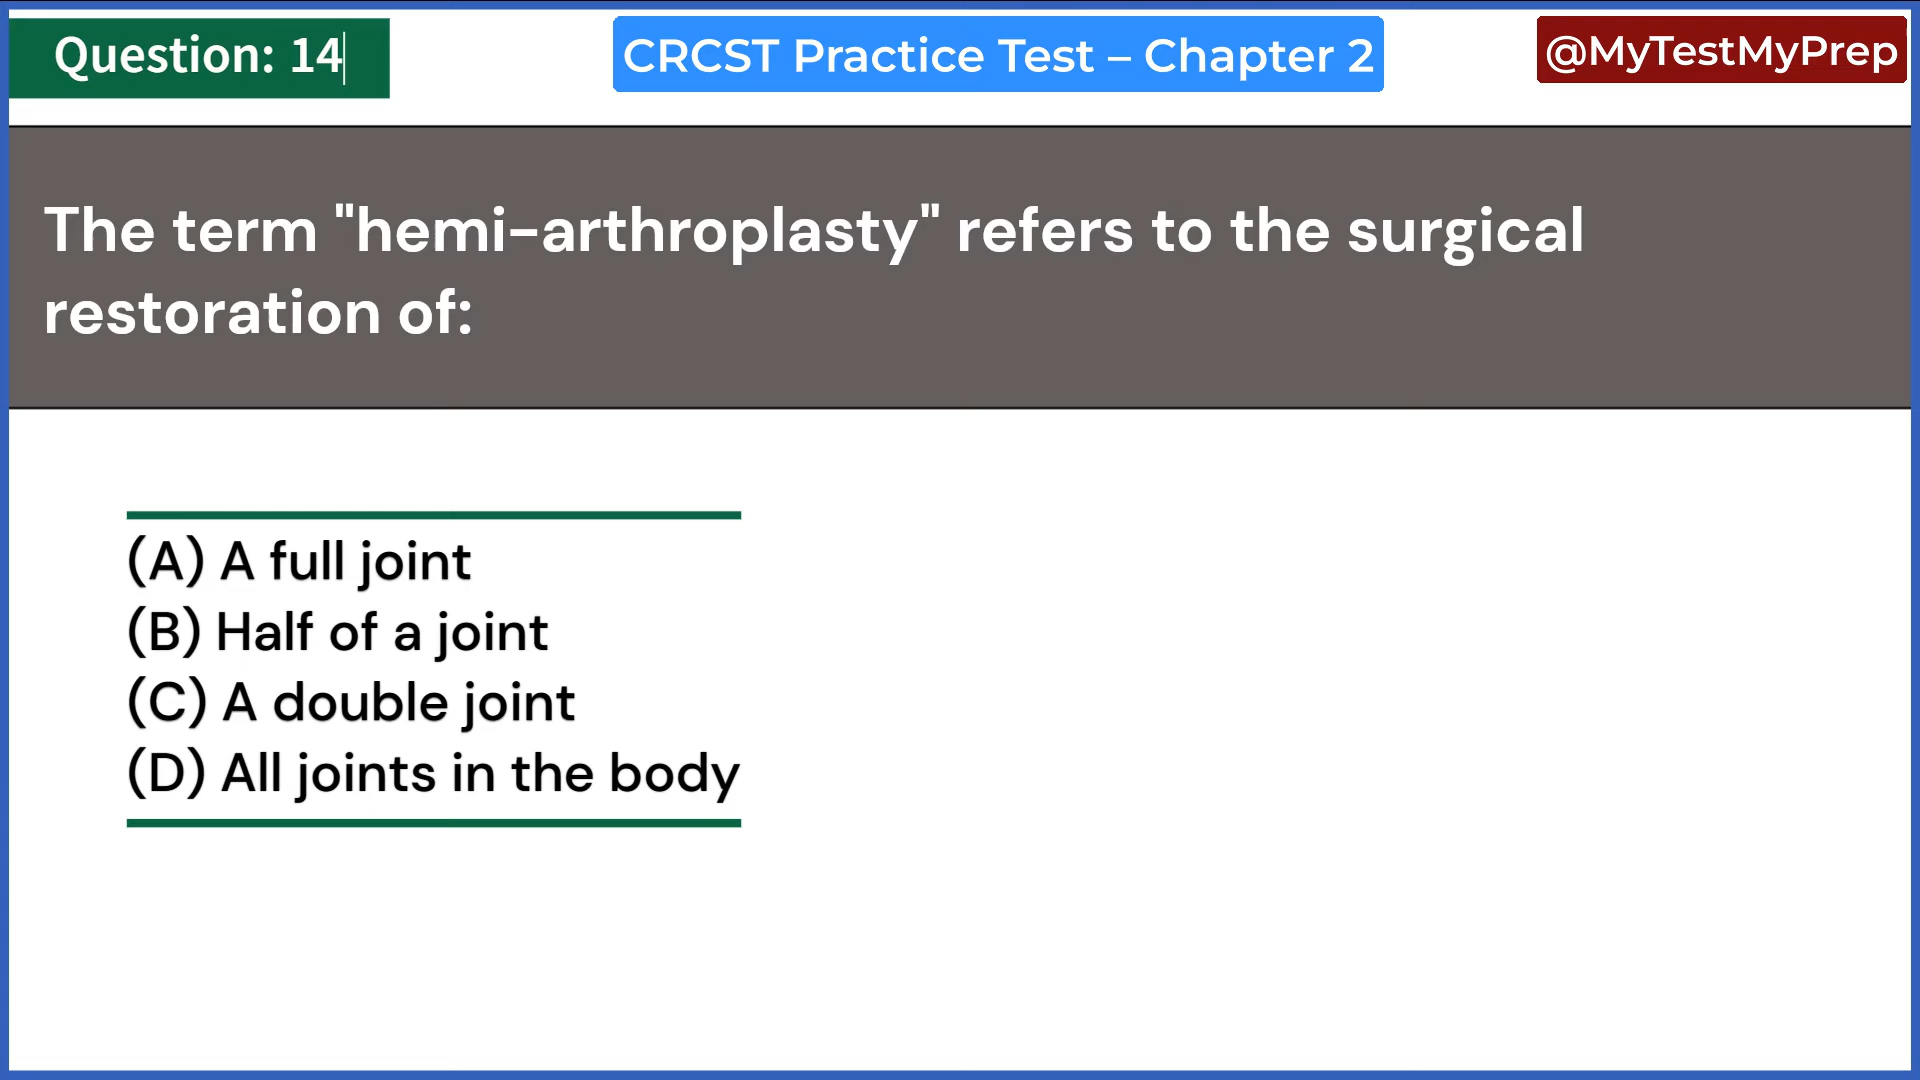 Question: 14
CRCST Practice Test – Chapter 2
@MyTestMyPrep
The term "hemi-arthroplasty" refers to the surgical
restoration of:
(A) A full joint
(B) Half of a joint
(C) A double joint
(D) All joints in the body